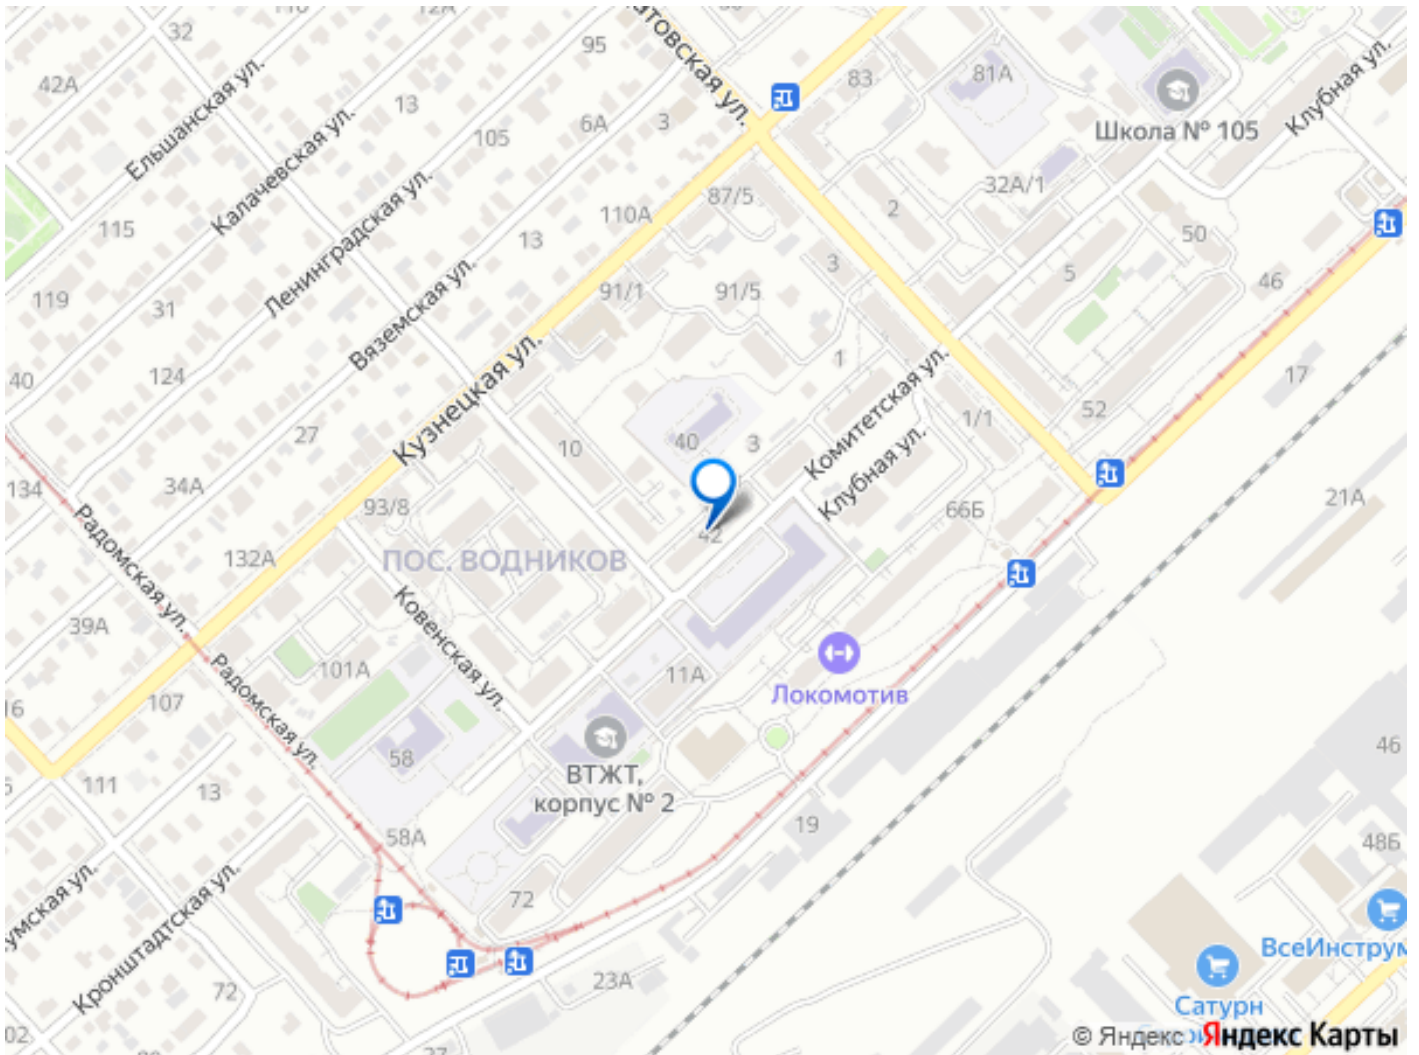 32
12А
95
83
81А
42А
Ельшанская ул.
13
Калачевская ул.
105
6А
3
Клубная ул.
Школа № 105
32А/1
2
87/5
110А
115
Ленинградская ул.
13
3
50
5
46
119
31
91/1
91/5
Вяземская ул.
Кузнецкая ул.
1
Комитетская ул.
40
124
17
52
1/1
27
10
40
3
Клубная ул.
134
34А
93/8
66Б
21А
42
Радомская ул.
132А
ПОС. ВОДНИКОВ
39А
Ковенская ул.
101А
11А
Локомотив
107
Радомская ул.
58
ВТЖТ,
корпус № 2
46
111
13
19
58А
48Б
72
Кронштадтская ул.
72
23А
ВсеИнструм
Сатурн
© Яндекс Яндекс Карты